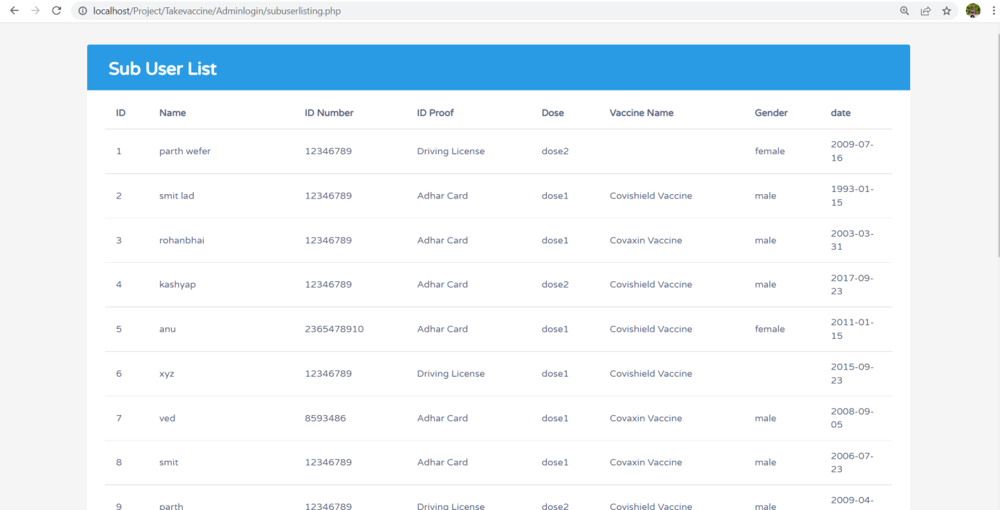 localhost/Project/Takevaccine/Adminlogin/subuserlisting.php
Sub User List
ID Name ID Number ID Proof Dose Vaccine Name Gender date
1 parth wefer 12346789 Driving License dose2 female 2009-07-
16
2 smit lad 12346789 Adhar Card dose1 Covishield Vaccine male 1993-01-
15
3 rohanbhai 12346789 Adhar Card dose1 Covaxin Vaccine male 2003-03-
31
4 kashyap 12346789 Adhar Card dose2 Covishield Vaccine male 2017-09-
23
5 anu 2365478910 Adhar Card dose1 Covishield Vaccine female 2011-01-
15
6 xyz 12346789 Driving License dose1 Covishield Vaccine 2015-09-
23
7 ved 8593486 Adhar Card dose1 Covaxin Vaccine male 2008-09-
05
8 smit 12346789 Adhar Card dose1 Covaxin Vaccine male 2006-07-
23
9 parth 12346789 Driving License dose2 Covishield Vaccine male 2009-04-